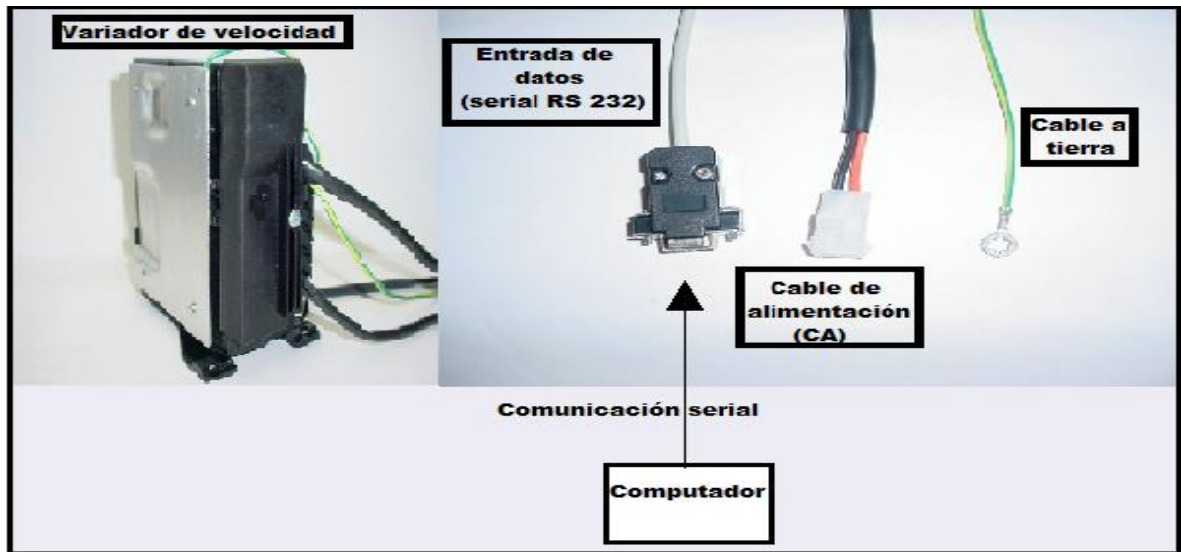 Variador de velocidad
Entrada de
datos
(serial RS 232)
Cable a
tierra
Cable de
alimentación
(CA)
Comunicación serial
Computador